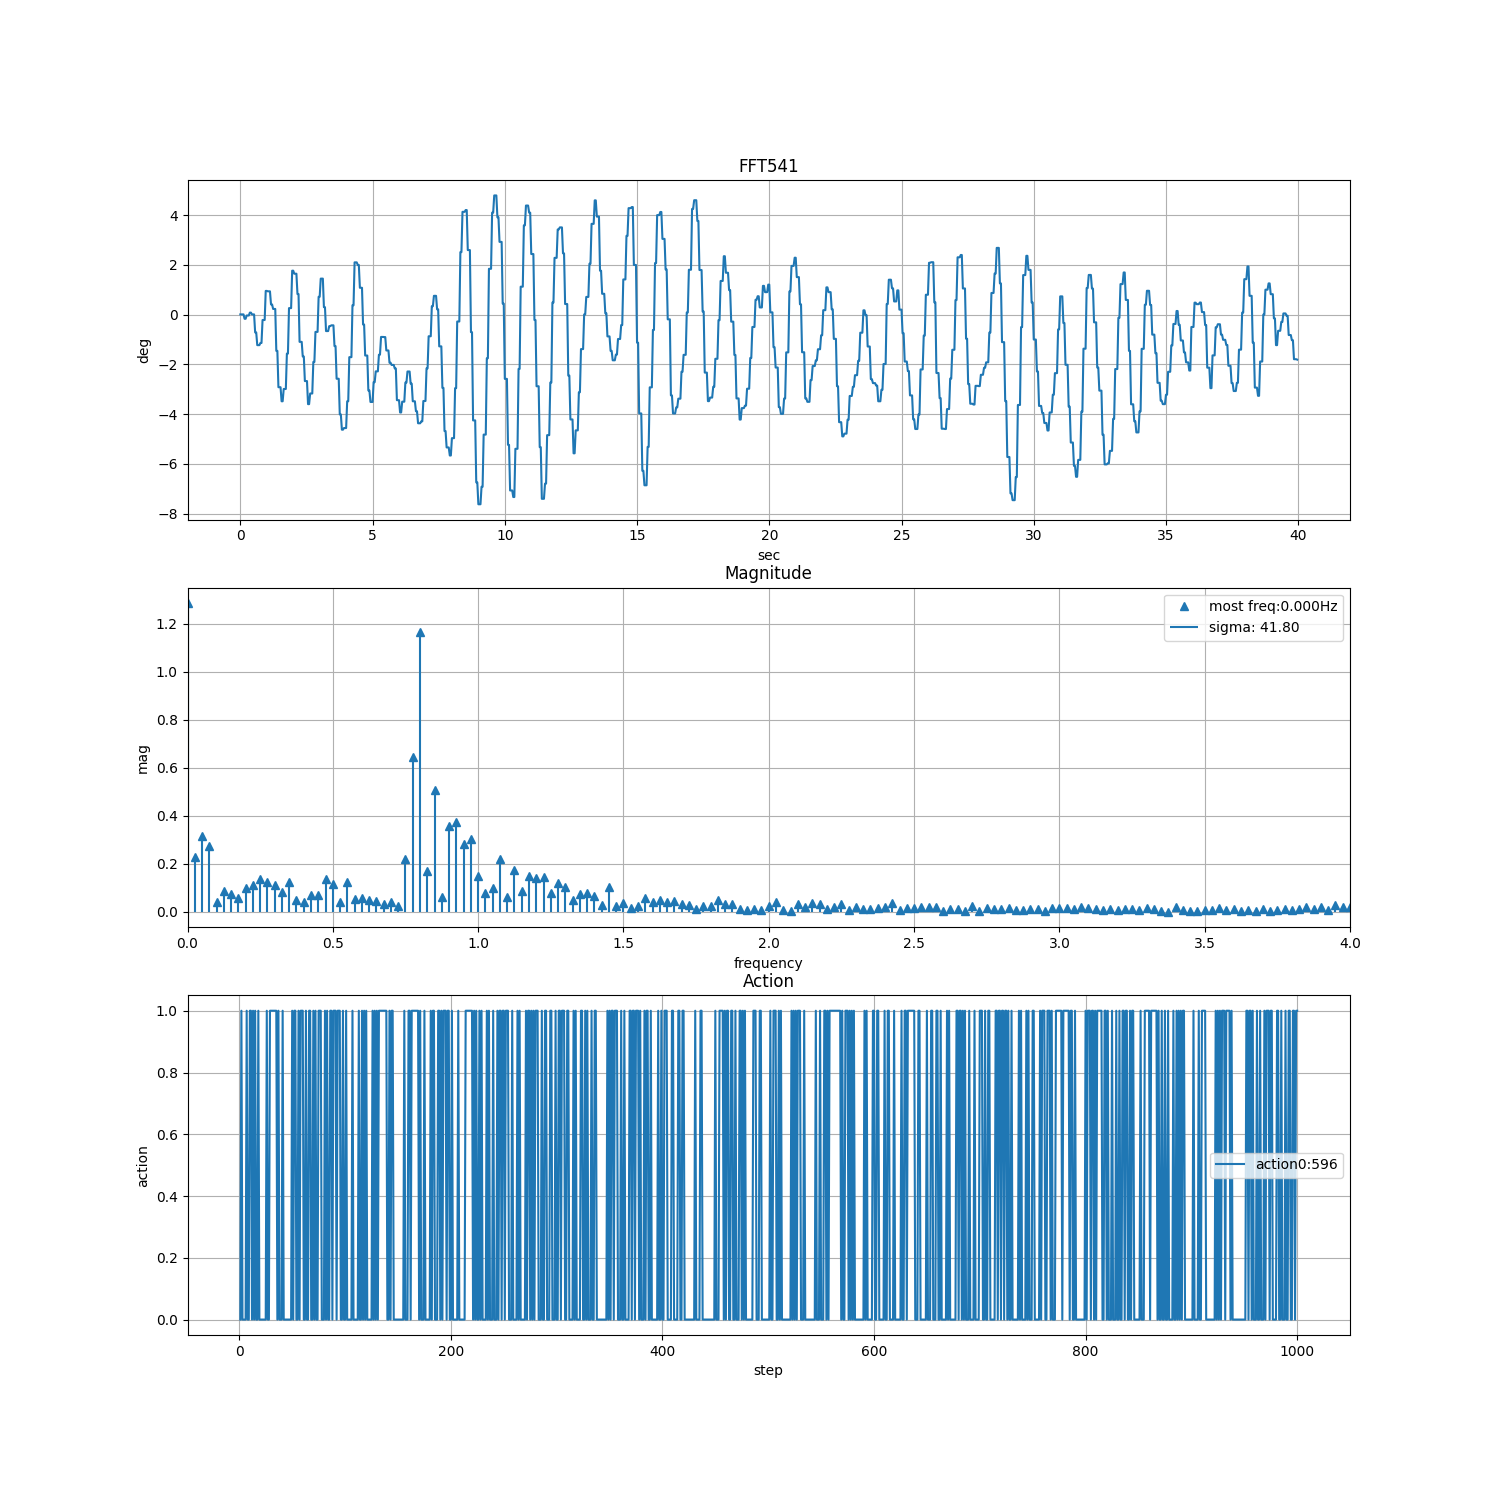 FFT541
4
2
0
−2
−4
−6
−8
deg
0 5 10 15 20 25 30 35 40
sec
Magnitude
most freq:0.000Hz
sigma: 41.80
1.2
1.0
0.8
0.6
0.4
0.2
0.0
mag
0.0 0.5 1.0 1.5 2.0 2.5 3.0 3.5 4.0
frequency
Action
1.0
0.8
0.6
0.4
0.2
0.0
action
action0:596
0 200 400 600 800 1000
step